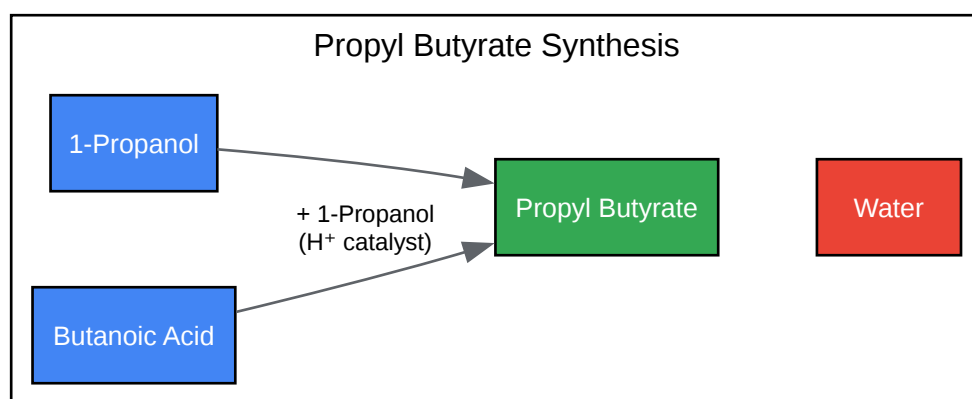 Propyl Butyrate Synthesis
1-Propanol
+ 1-Propanol
(H⁺ catalyst)
Propyl Butyrate
Water
Butanoic Acid